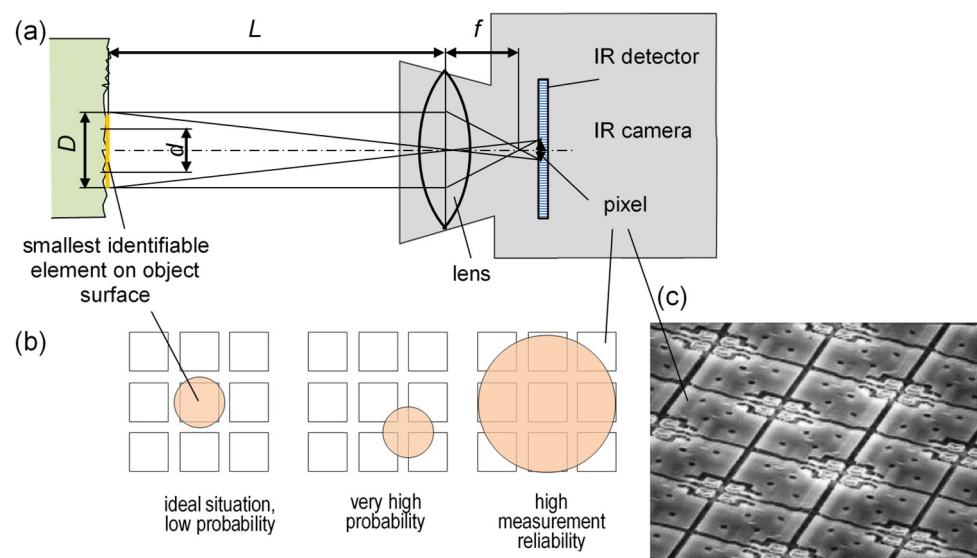 (a)
L
f
IR detector
IR camera
D
d
pixel
smallest identifiable
element on object
surface
lens
(c)
(b)
ideal situation,
low probability
very high
probability
high
measurement
reliability